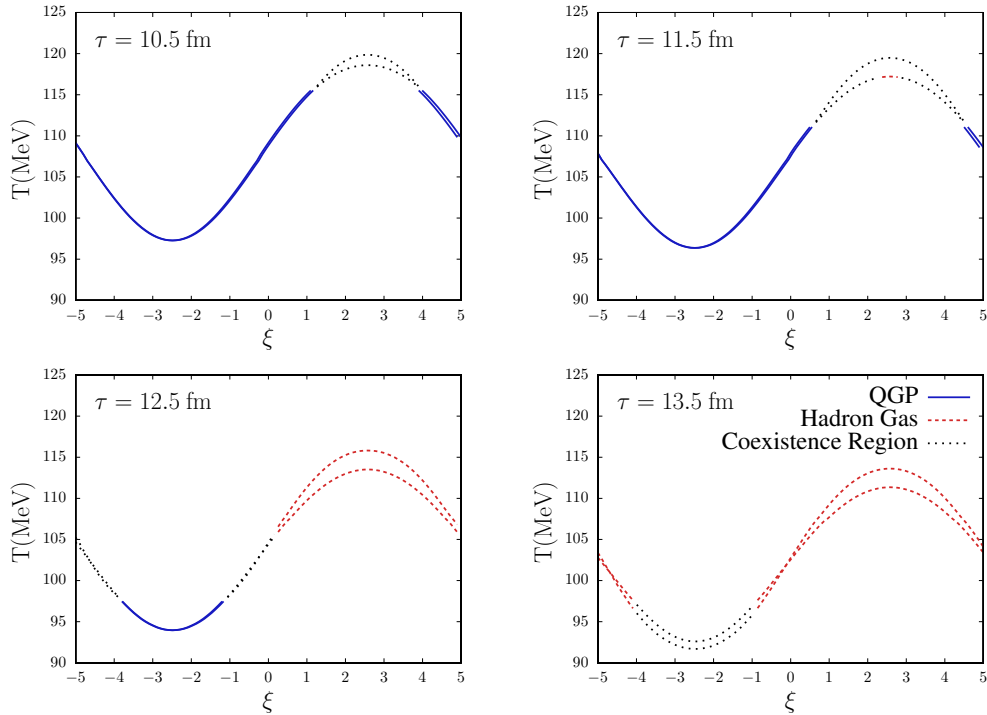 τ = 10.5 fm
T(MeV)
125
120
115
110
105
100
95
90
−5 −4 −3 −2 −1 0 1 2 3 4 5
ξ
τ = 11.5 fm
T(MeV)
125
120
115
110
105
100
95
90
−5 −4 −3 −2 −1 0 1 2 3 4 5
ξ
τ = 12.5 fm
T(MeV)
125
120
115
110
105
100
95
90
−5 −4 −3 −2 −1 0 1 2 3 4 5
ξ
τ = 13.5 fm
QGP
Hadron Gas
Coexistence Region
T(MeV)
125
120
115
110
105
100
95
90
−5 −4 −3 −2 −1 0 1 2 3 4 5
ξ